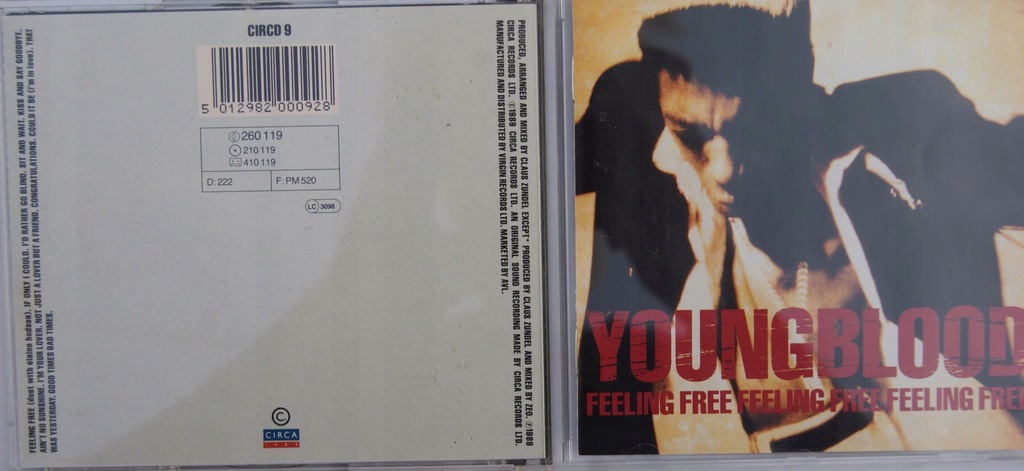 FEELING FREE (duet with elaine hudson). IF ONLY I COULD. I'D RATHER GO BLIND. SIT AND WAIT. KISS AND SAY GOODBYE.
AIN'T NO SUNSHINE. I'M YOUR LOVER. NOT JUST A LOVER BUT A FRIEND. CONGRATULATIONS. COULD IT BE (i'm in love). THAT
WAS YESTERDAY. GOOD TIMES BAD TIMES.
CIRCD 9
5 012982 000928
260 119
210 119
410 119
D: 222 F: PM 520
LC 3098
C
CIRCA
PRODUCED, ARRANGED AND MIXED BY CLAUS ZUNDEL EXCEPT* PRODUCED BY CLAUS ZUNDEL AND MIXED BY ZEO. ℗1989
CIRCA RECORDS LTD. ©1989 CIRCA RECORDS LTD. AN ORIGINAL SOUND RECORDING MADE BY CIRCA RECORDS LTD.
MANUFACTURED AND DISTRIBUTED BY VIRGIN RECORDS LTD. MARKETED BY AVL.
YOUNGBLOOD
FEELING FREE FEELING FREE FEELING FREE